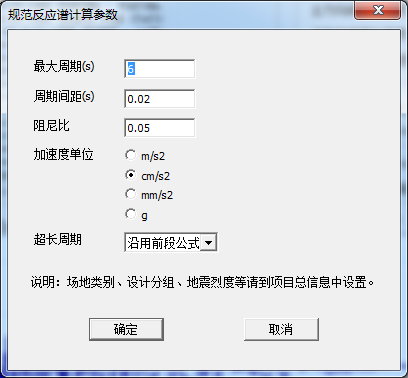 规范反应谱计算参数
最大周期(s) 6
周期间距(s) 0.02
阻尼比 0.05
加速度单位 m/s2
cm/s2
mm/s2
g
超长周期 沿用前段公式
说明：场地类别、设计分组、地震烈度等请到项目总信息中设置。
确定 取消